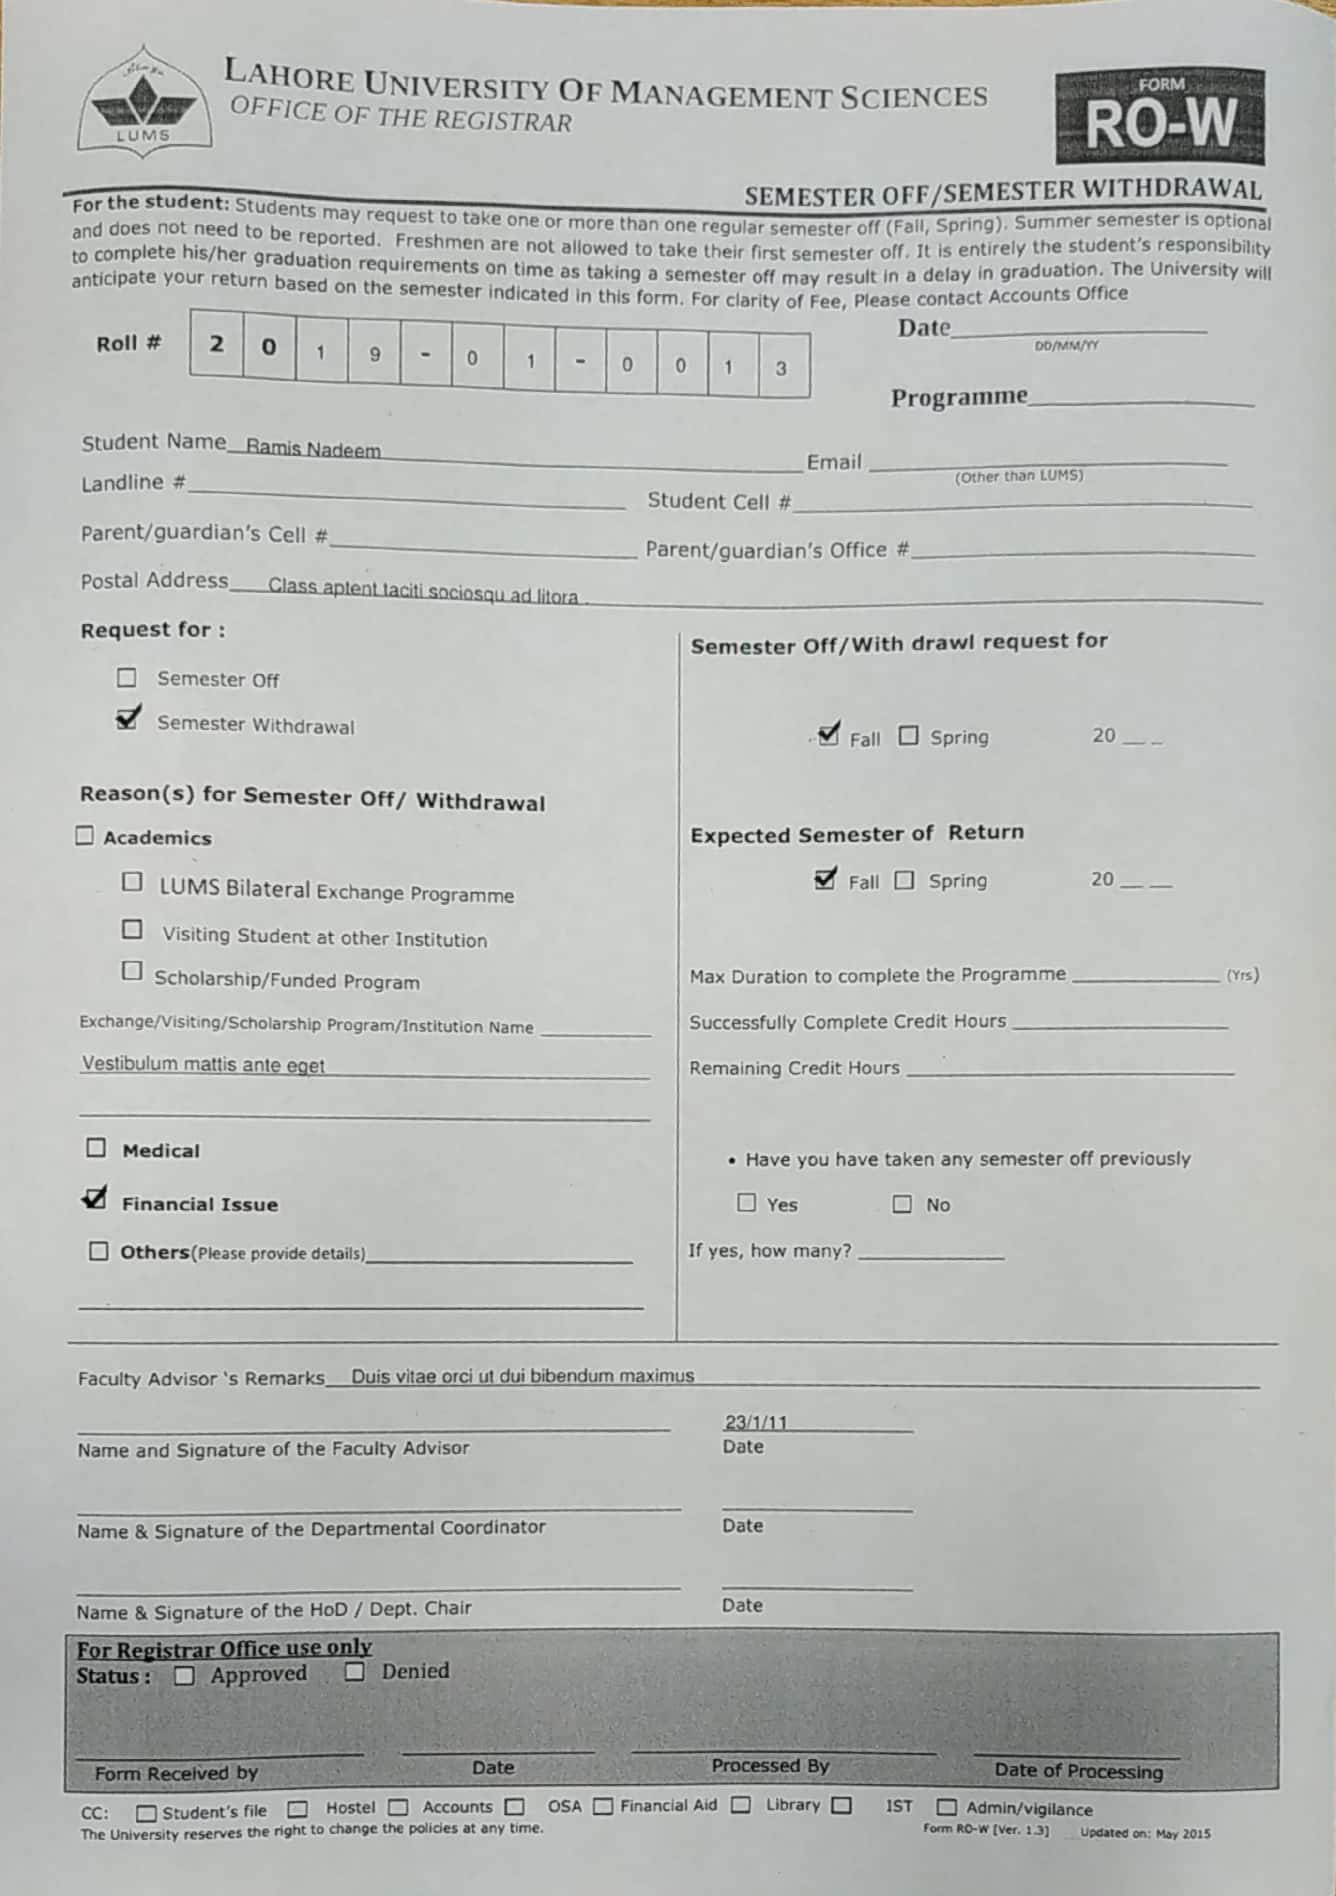 LUMS
LAHORE UNIVERSITY OF MANAGEMENT SCIENCES
OFFICE OF THE REGISTRAR
FORM
RO-W
SEMESTER OFF/SEMESTER WITHDRAWAL
For the student: Students may request to take one or more than one regular semester off (Fall, Spring). Summer semester is optional
and does not need to be reported. Freshmen are not allowed to take their first semester off. It is entirely the student's responsibility
to complete his/her graduation requirements on time as taking a semester off may result in a delay in graduation. The University will
anticipate your return based on the semester indicated in this form. For clarity of Fee, Please contact Accounts Office
Roll # 2 0 1 9 - 0 1 - 0 0 1 3 Date
DD/MM/YY
Programme
Student Name Ramis Nadeem Email
(Other than LUMS)
Landline # Student Cell #
Parent/guardian's Cell # Parent/guardian's Office #
Postal Address Class aptent taciti sociosqu ad litora .
Request for :
Semester Off
Semester Withdrawal
Reason(s) for Semester Off/ Withdrawal
Academics
LUMS Bilateral Exchange Programme
Visiting Student at other Institution
Scholarship/Funded Program
Exchange/Visiting/Scholarship Program/Institution Name
Vestibulum mattis ante eget
Medical
Financial Issue
Others(Please provide details)
Semester Off/With drawl request for
Fall Spring 20 __ __
Expected Semester of Return
Fall Spring 20 __ __
Max Duration to complete the Programme (Yrs)
Successfully Complete Credit Hours
Remaining Credit Hours
• Have you have taken any semester off previously
Yes No
If yes, how many?
Faculty Advisor 's Remarks Duis vitae orci ut dui bibendum maximus
23/1/11
Name and Signature of the Faculty Advisor Date
Name & Signature of the Departmental Coordinator Date
Name & Signature of the HoD / Dept. Chair Date
For Registrar Office use only
Status : Approved Denied
Form Received by Date Processed By Date of Processing
CC: Student's file Hostel Accounts OSA Financial Aid Library IST Admin/vigilance
The University reserves the right to change the policies at any time. Form RO-W [Ver. 1.3] Updated on: May 2015